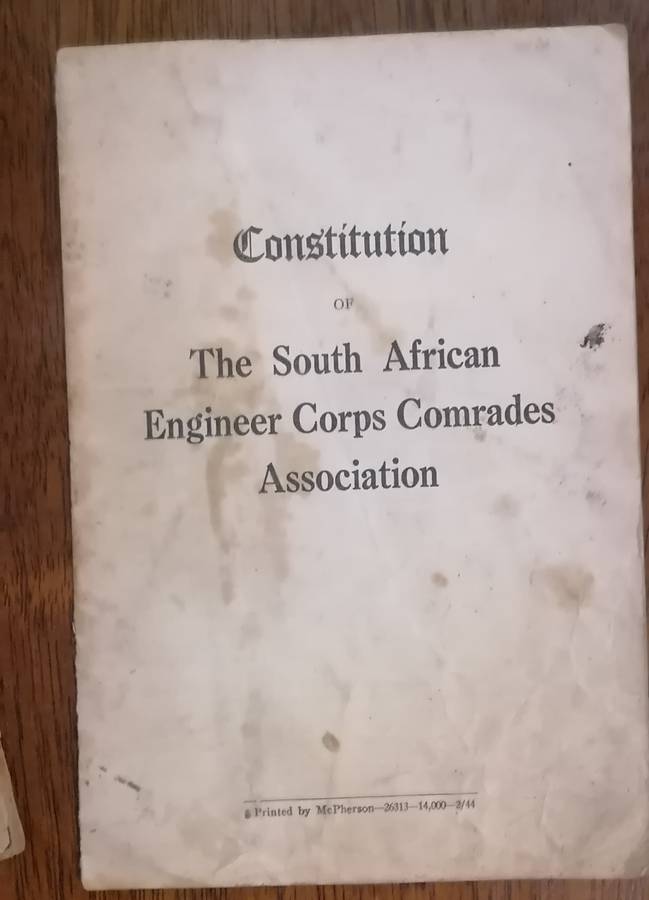 Constitution
OF
The South African
Engineer Corps Comrades
Association
Printed by McPherson—26313—14,000—2/44